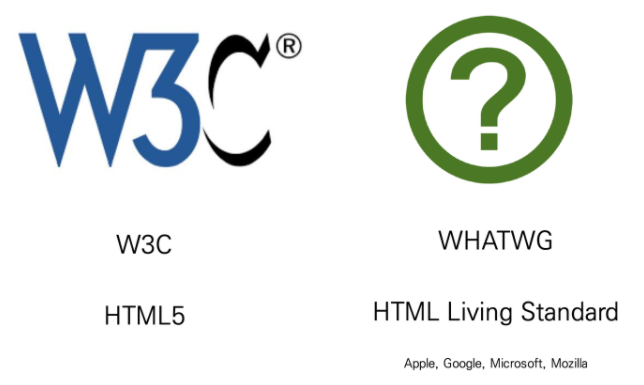 W3C®
?
W3C
HTML5
WHATWG
HTML Living Standard
Apple, Google, Microsoft, Mozilla